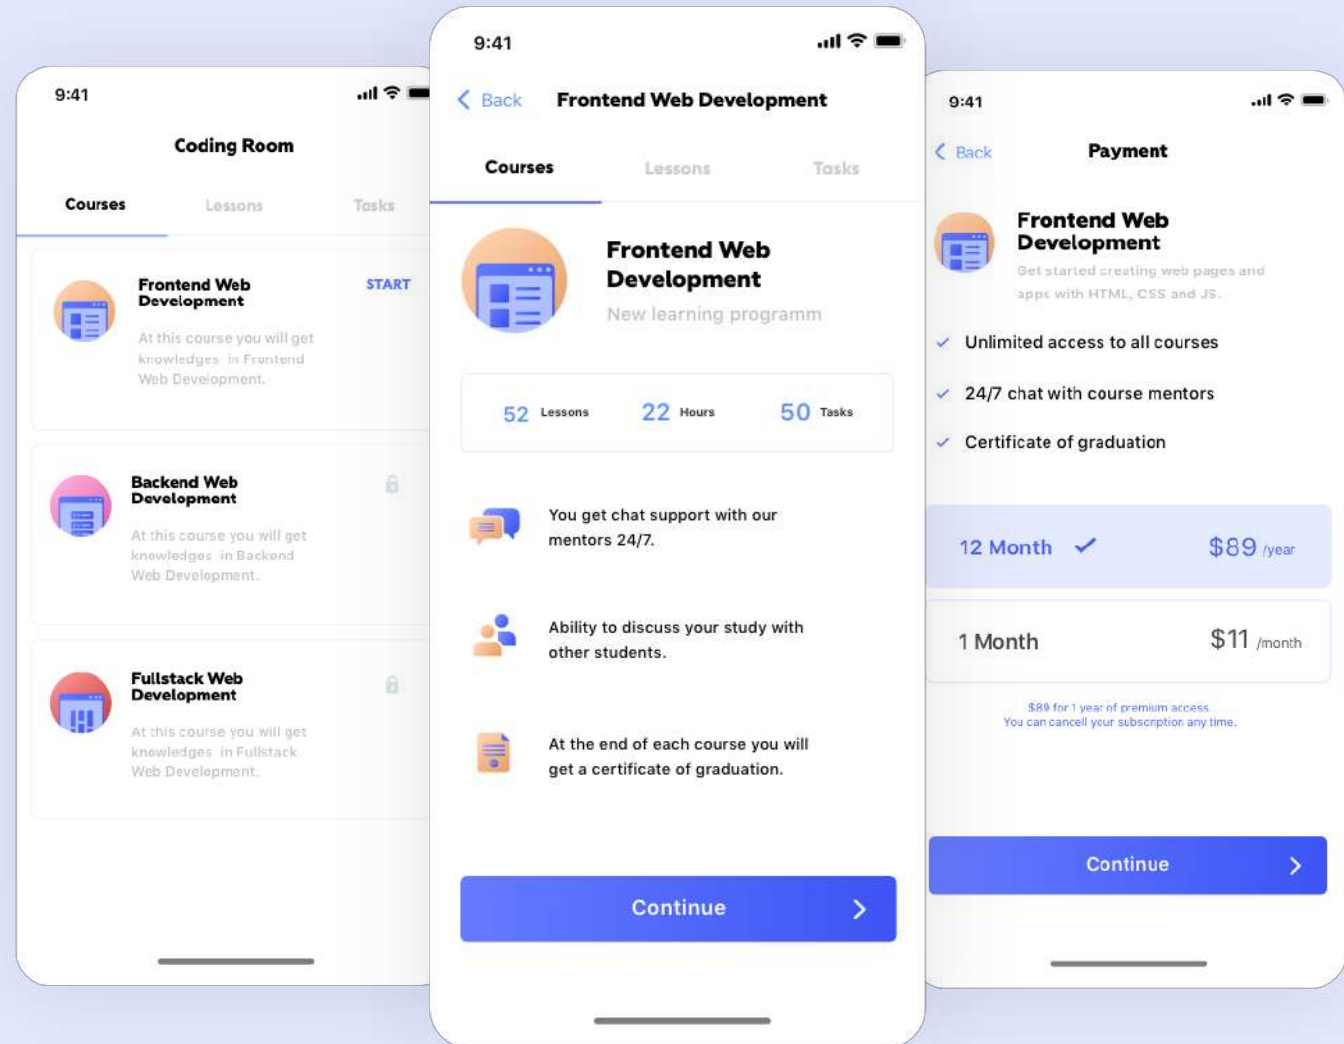 9:41
Coding Room
Courses Lessons Tasks
Frontend Web
Development
START
At this course you will get
knowledges in Frontend
Web Development.
Backend Web
Development
At this course you will get
knowledges in Backend
Web Development.
Fullstack Web
Development
At this course you will get
knowledges in Fullstack
Web Development.
9:41
Back Frontend Web Development
Courses Lessons Tasks
Frontend Web
Development
New learning programm
52 Lessons 22 Hours 50 Tasks
You get chat support with our
mentors 24/7.
Ability to discuss your study with
other students.
At the end of each course you will
get a certificate of graduation.
Continue
9:41
Back Payment
Frontend Web
Development
Get started creating web pages and
apps with HTML, CSS and JS.
Unlimited access to all courses
24/7 chat with course mentors
Certificate of graduation
12 Month $89 /year
1 Month $11 /month
$89 for 1 year of premium access.
You can cancell your subscription any time.
Continue